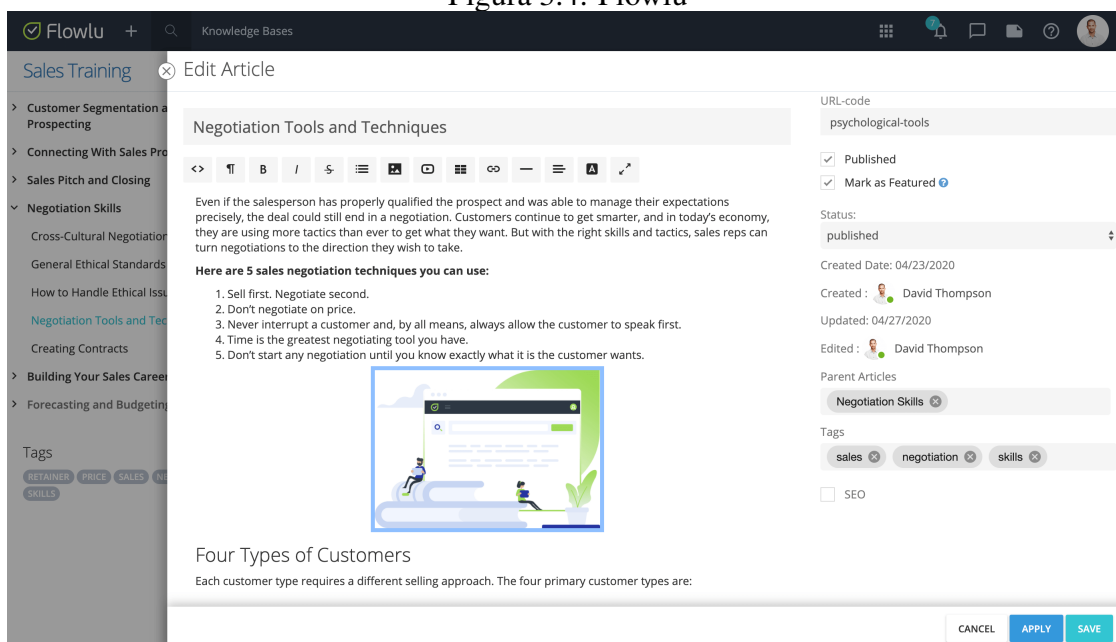 Figura 3.4: Flowlu
Flowlu
Knowledge Bases
7
Sales Training
Edit Article
Customer Segmentation a
Prospecting
Connecting With Sales Pro
Sales Pitch and Closing
Negotiation Skills
Cross-Cultural Negotiation
General Ethical Standards
How to Handle Ethical Issu
Negotiation Tools and Tec
Creating Contracts
Building Your Sales Career
Forecasting and Budgeting
Tags
RETAINER PRICE SALES NE
SKILLS
Negotiation Tools and Techniques
Even if the salesperson has properly qualified the prospect and was able to manage their expectations
precisely, the deal could still end in a negotiation. Customers continue to get smarter, and in today's economy,
they are using more tactics than ever to get what they want. But with the right skills and tactics, sales reps can
turn negotiations to the direction they wish to take.
Here are 5 sales negotiation techniques you can use:
1. Sell first. Negotiate second.
2. Don't negotiate on price.
3. Never interrupt a customer and, by all means, always allow the customer to speak first.
4. Time is the greatest negotiating tool you have.
5. Don't start any negotiation until you know exactly what it is the customer wants.
Four Types of Customers
Each customer type requires a different selling approach. The four primary customer types are:
URL-code
psychological-tools
Published
Mark as Featured
Status:
published
Created Date: 04/23/2020
Created : David Thompson
Updated: 04/27/2020
Edited : David Thompson
Parent Articles
Negotiation Skills
Tags
sales negotiation skills
SEO
CANCEL APPLY SAVE